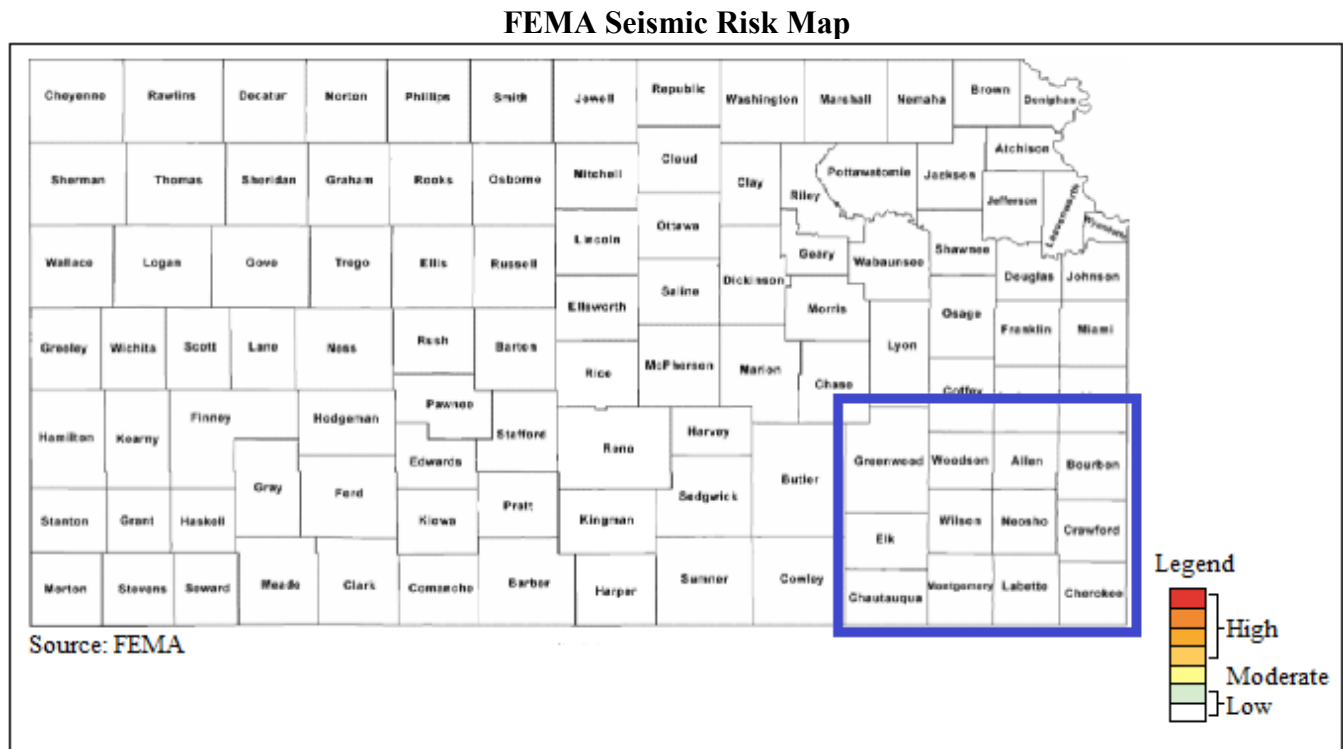 FEMA Seismic Risk Map
Cheyenne Rawlins Decatur Norton Phillips Smith Jewell Republic Washington Marshall Nemaha Brown Doniphan
Atchison
Sherman Thomas Sheridan Graham Rooks Osborne Mitchell Cloud Clay Riley Pottawatomie Jackson Jefferson Leavenworth Wyandotte
Lincoln Ottawa Geary Wabaunsee Shawnee
Wallace Logan Gove Trego Ellis Russell Dickinson Douglas Johnson
Ellsworth Saline Morris Osage
Greeley Wichita Scott Lane Ness Rush Barton Lyon Franklin Miami
Rice McPherson Marion Chase Coffey
Pawnee
Finney Hodgeman Stafford Harvey
Hamilton Kearny Edwards Reno Greenwood Woodson Allen Bourbon
Gray Ford Butler
Stanton Grant Haskell Kiowa Pratt Kingman Sedgwick Wilson Neosho Crawford
Elk
Morton Stevens Seward Meade Clark Comanche Barber Harper Sumner Cowley Chautauqua Montgomery Labette Cherokee
Source: FEMA
Legend
High
Moderate
Low